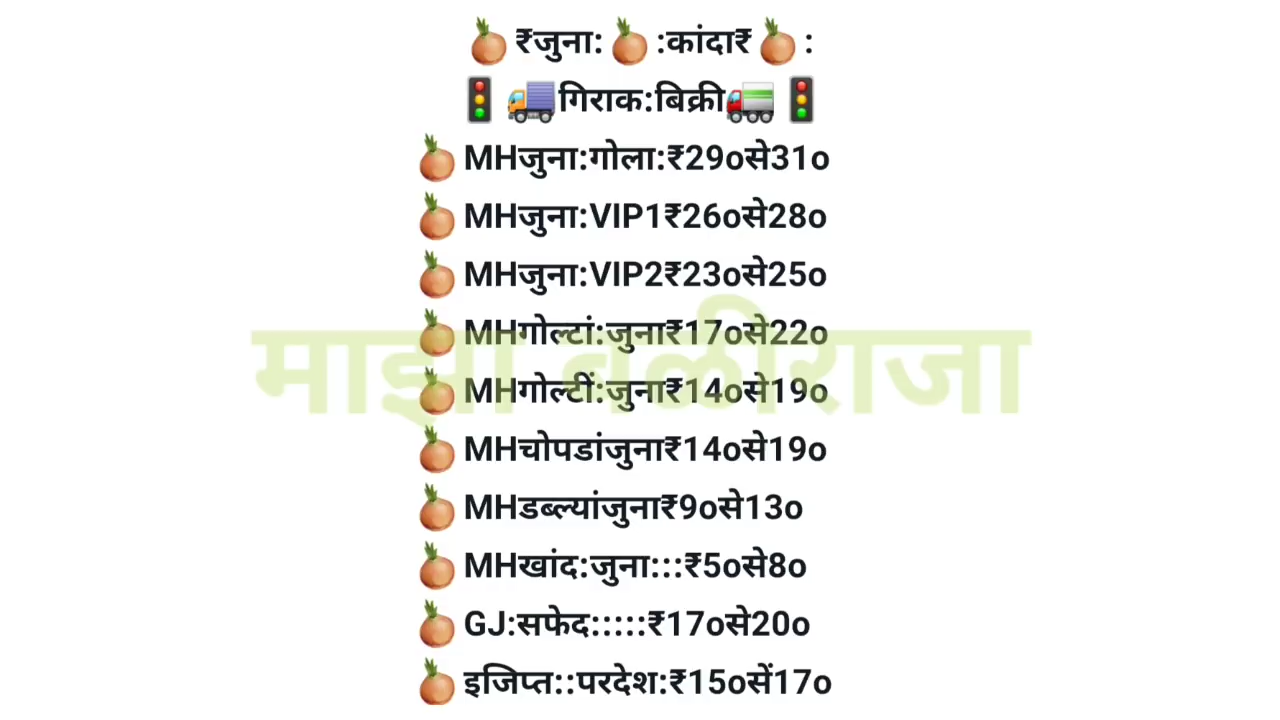 🧅₹जुना:🧅:कांदा₹🧅:
🚦🚚गिराक:बिक्री🚛🚦
🧅MHजुना:गोला:₹29oसे31o
🧅MHजुना:VIP1₹26oसे28o
🧅MHजुना:VIP2₹23oसे25o
🧅MHगोल्टां:जुना₹17oसे22o
माझा बळीराजा
🧅MHगोल्टीं:जुना₹14oसे19o
🧅MHचोपडांजुना₹14oसे19o
🧅MHडब्ल्यांजुना₹9oसे13o
🧅MHखांद:जुना:::₹5oसे8o
🧅GJ:सफेद:::::₹17oसे20o
🧅इजिप्त::परदेश:₹15oसें17o